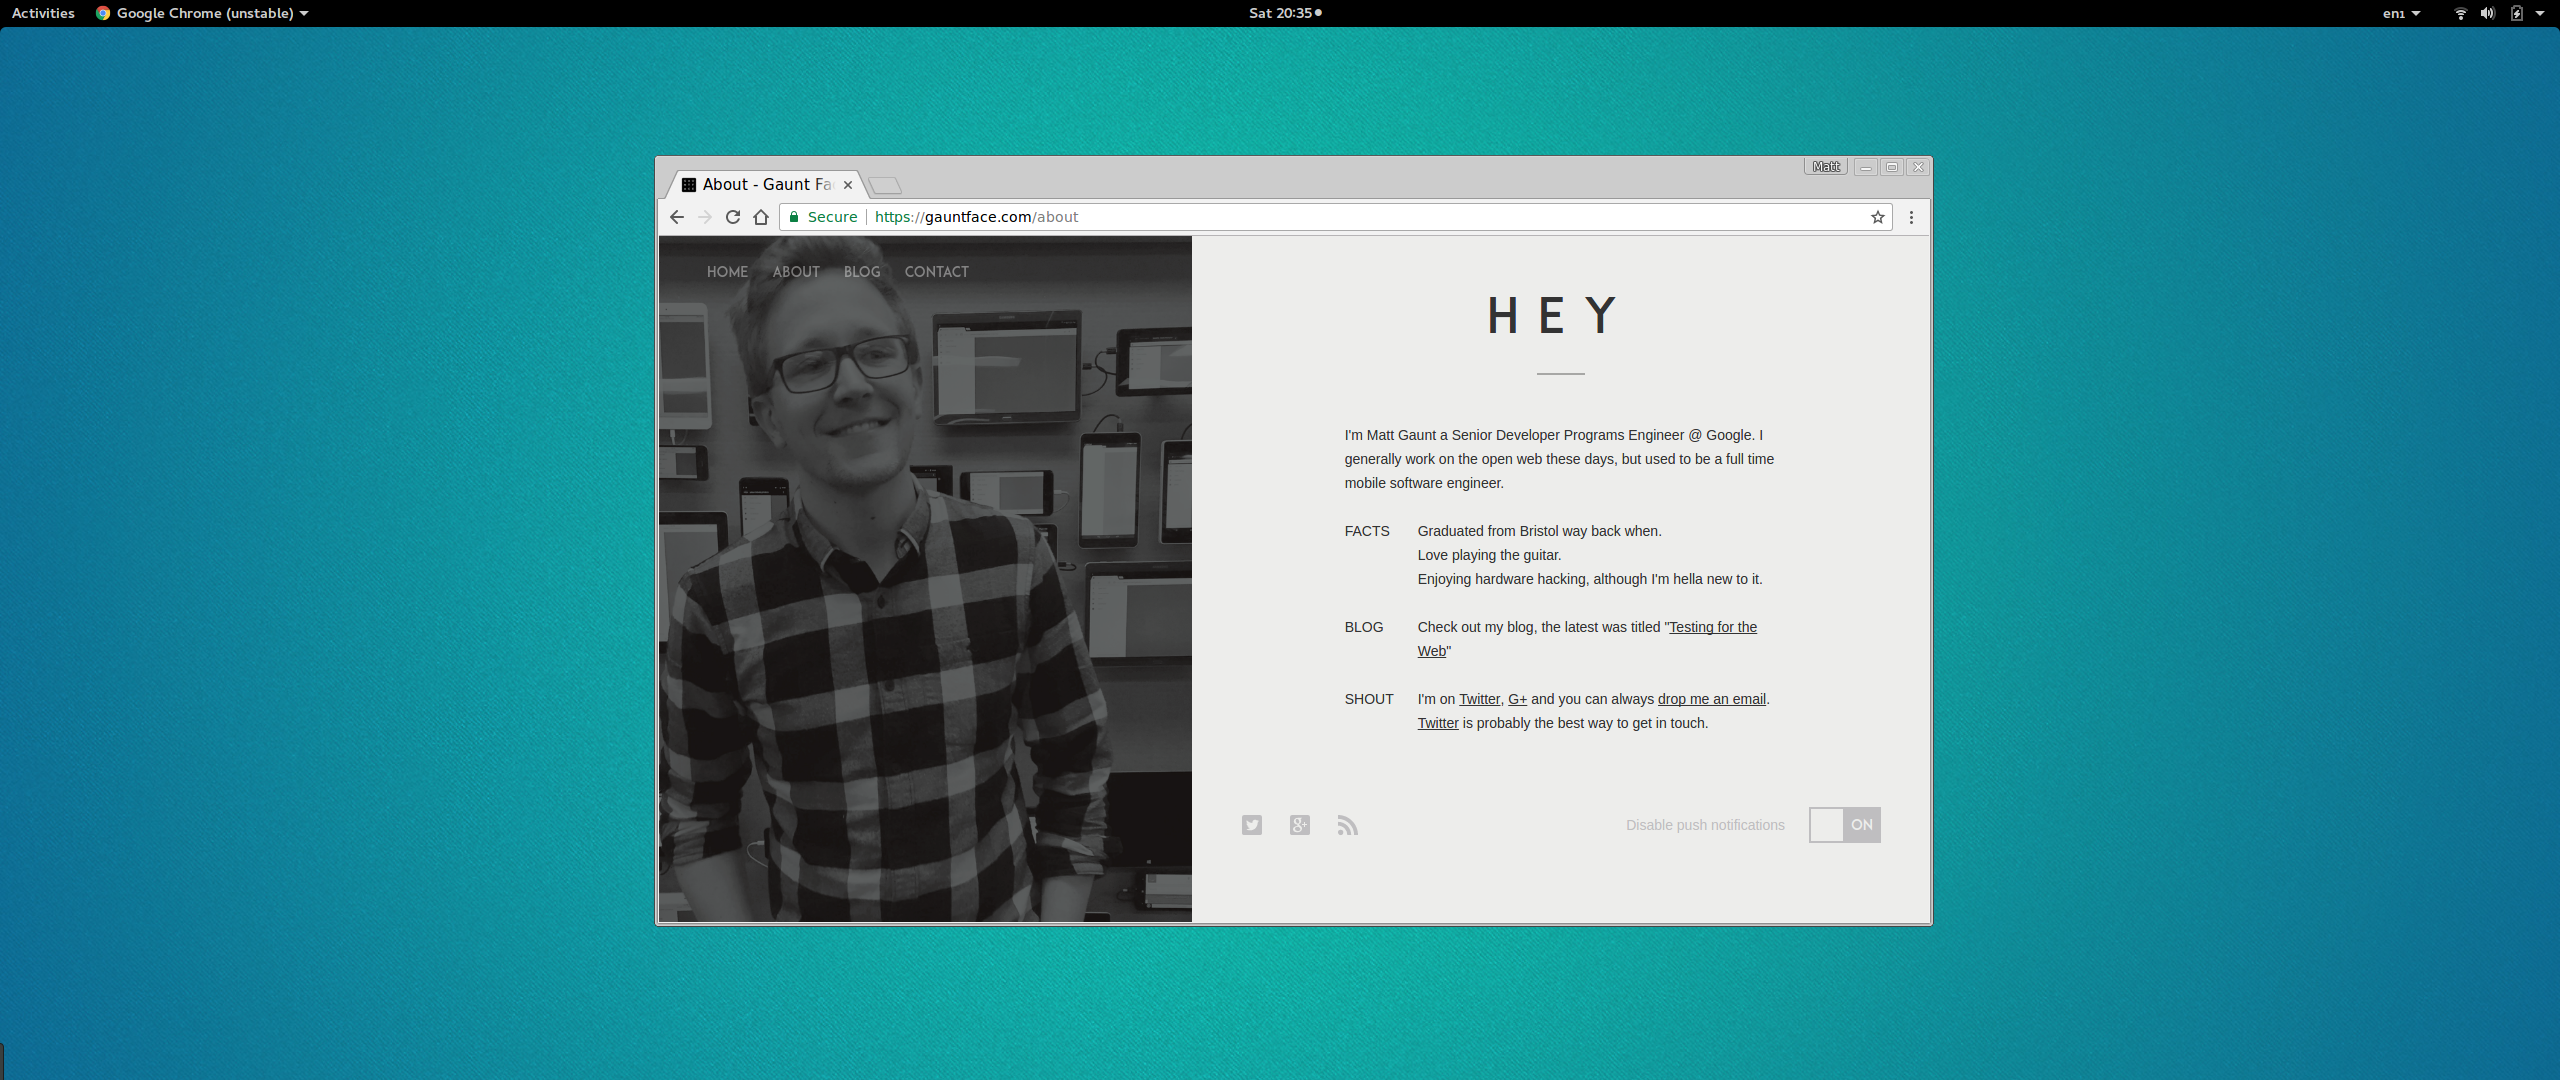 Activities Google Chrome (unstable) Sat 20:35 en1
Matt
About - Gaunt Fa
Secure https://gauntface.com/about
HOME ABOUT BLOG CONTACT
HEY
I'm Matt Gaunt a Senior Developer Programs Engineer @ Google. I
generally work on the open web these days, but used to be a full time
mobile software engineer.
FACTS Graduated from Bristol way back when.
Love playing the guitar.
Enjoying hardware hacking, although I'm hella new to it.
BLOG Check out my blog, the latest was titled "Testing for the
Web"
SHOUT I'm on Twitter, G+ and you can always drop me an email.
Twitter is probably the best way to get in touch.
Disable push notifications ON